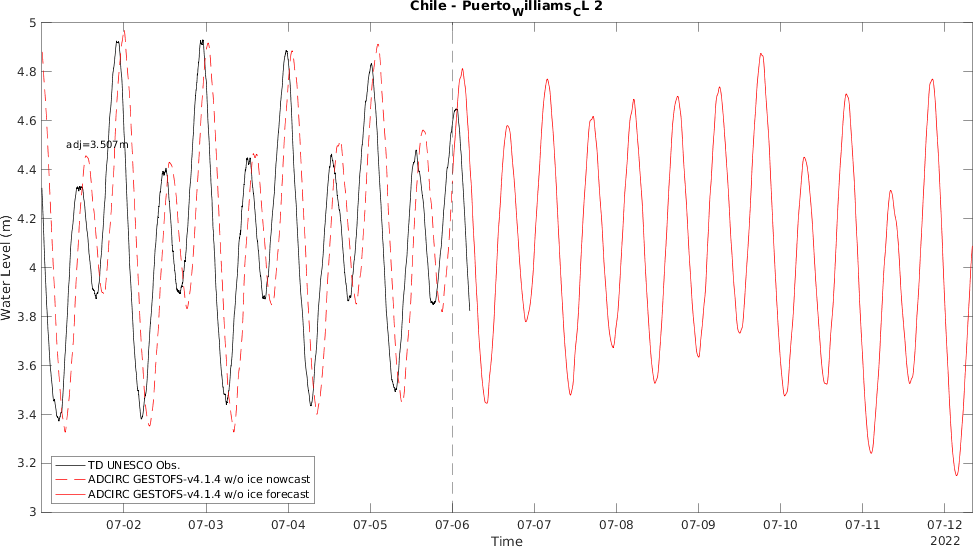 Chile - Puerto_Williams_CL 2
5
4.8
4.6
4.4
4.2
4
3.8
3.6
3.4
3.2
3
Water Level (m)
adj=3.507m
TD UNESCO Obs.
ADCIRC GESTOFS-v4.1.4 w/o ice nowcast
ADCIRC GESTOFS-v4.1.4 w/o ice forecast
07-02 07-03 07-04 07-05 07-06 07-07 07-08 07-09 07-10 07-11 07-12
Time
2022